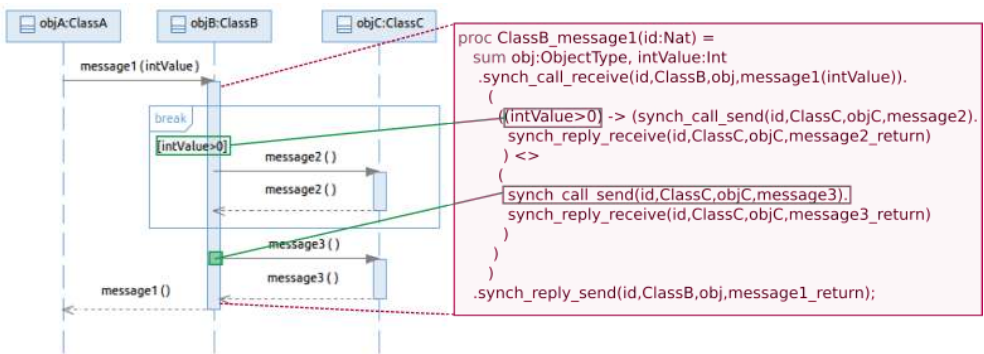 objA:ClassA
objB:ClassB
objC:ClassC
message1 (intValue)
break
[intValue>0]
message2 ( )
message2 ( )
message3 ( )
message3 ( )
message1 ()
proc ClassB_message1(id:Nat) =
sum obj:ObjectType, intValue:Int
.synch_call_receive(id,ClassB,obj,message1(intValue)).
(
((intValue>0) -> (synch_call_send(id,ClassC,objC,message2).
synch_reply_receive(id,ClassC,objC,message2_return)
) <>
(
synch_call_send(id,ClassC,objC,message3).
synch_reply_receive(id,ClassC,objC,message3_return)
)
)
)
.synch_reply_send(id,ClassB,obj,message1_return);